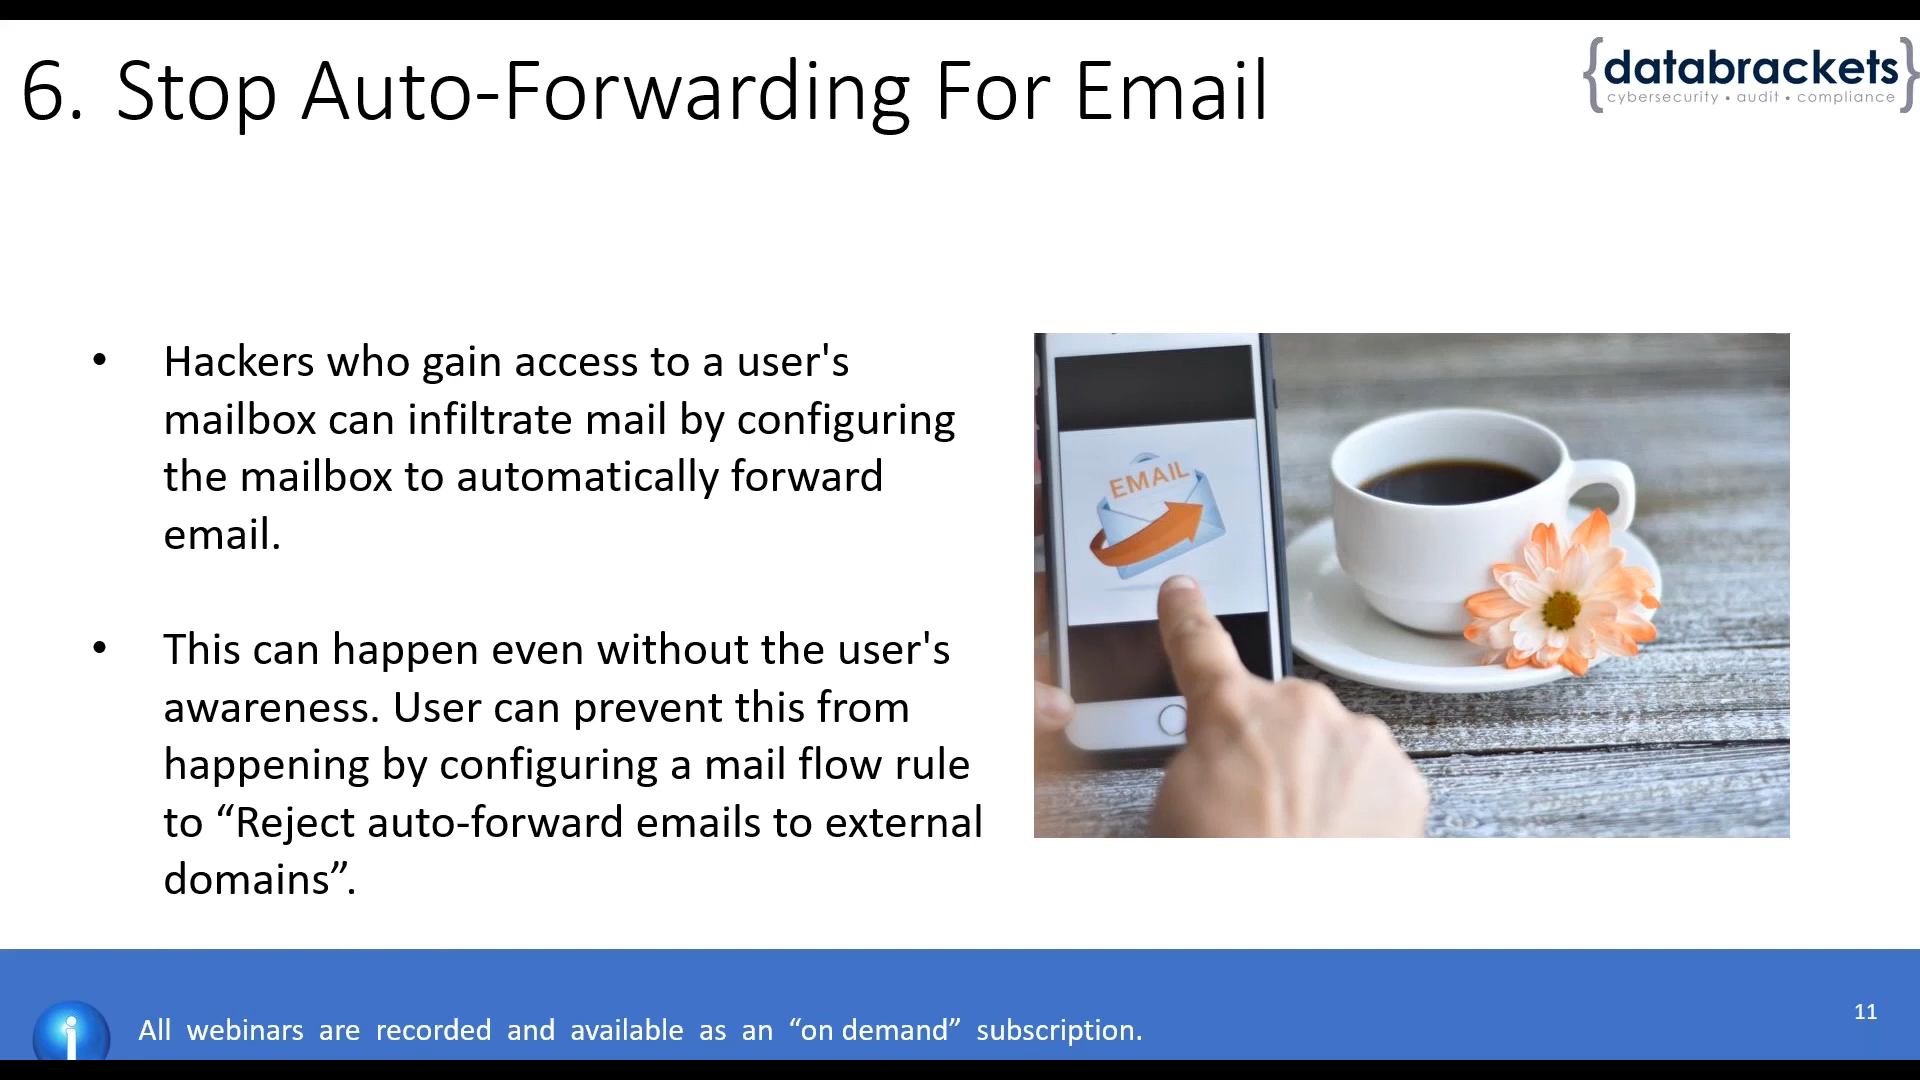 6. Stop Auto-Forwarding For Email
{databrackets}
cybersecurity • audit • compliance
• Hackers who gain access to a user's
mailbox can infiltrate mail by configuring
the mailbox to automatically forward
email.
EMAIL
• This can happen even without the user's
awareness. User can prevent this from
happening by configuring a mail flow rule
to “Reject auto-forward emails to external
domains”.
All webinars are recorded and available as an “on demand” subscription.
11